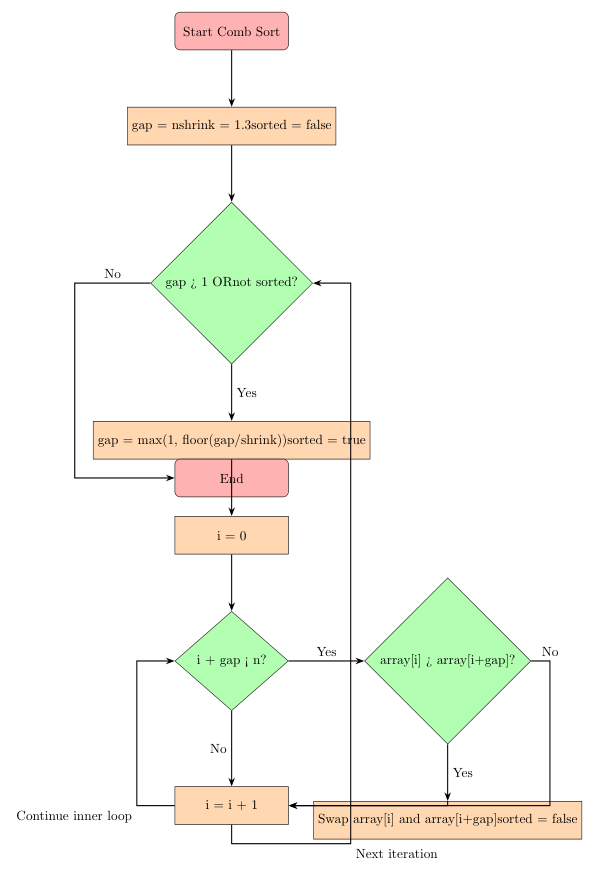 Start Comb Sort
gap = nshrink = 1.3sorted = false
gap ¿ 1 ORnot sorted?
No
Yes
gap = max(1, floor(gap/shrink))sorted = true
End
i = 0
i + gap ¡ n?
Yes
array[i] ¿ array[i+gap]?
No
No
Yes
i = i + 1
Continue inner loop
Swap array[i] and array[i+gap]sorted = false
Next iteration